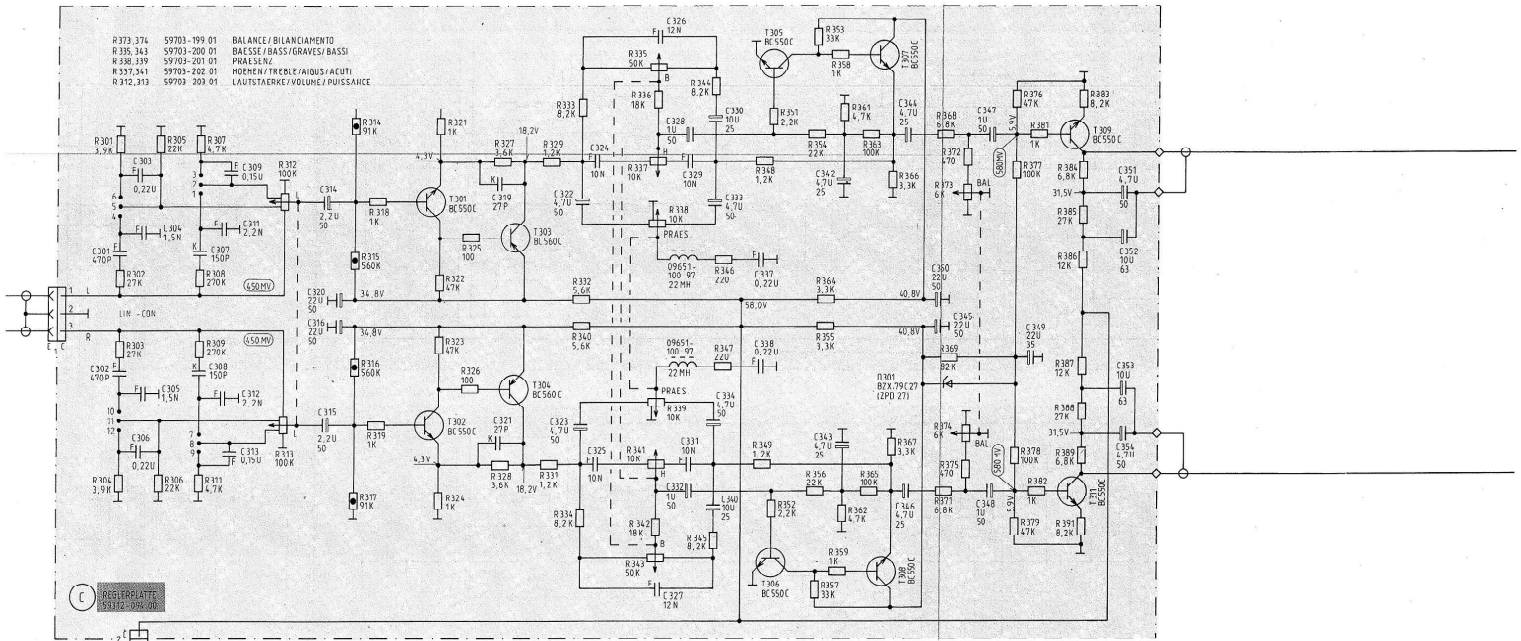 R373,374 59703-199 01 BALANCE/BILANCIAMENTO
R335,343 59703-200 01 BAESSE/BASS/GRAVES/BASSI
R338,339 59703-201 01 PRAESENZ
R337,341 59703-202 01 HOEHEN/TREBLE/AIGUS/ACUTI
R312,313 59703 203 01 LAUTSTAERKE/VOLUME/PUISSANCE
C326
12N
R335
50K
B
R336
18K
R333
8,2K
R344
8,2K
C330
10U
25
C328
1U
50
T305
BC550C
R353
33K
R358
1K
T307
BC550C
R351
2,2K
R361
4,7K
R354
22K
R363
100K
C344
4,7U
25
R368
6,8K
C347
1U
50
5,9V
580MV
R376
47K
R381
1K
R383
8,2K
T309
BC550C
R301
3,9K
R305
22K
C303
0,22U
R307
4,7K
C309
0,15U
R312
100K
R314
91K
R321
1K
4,3V
R327
3,6K
18,2V
R329
1,2K
C324
10N
R337
10K
H
C329
10N
R348
1,2K
C342
4,7U
25
R366
3,3K
R372
470
R373
6K
BAL
R377
100K
R384
6,8K
C351
4,7U
50
31,5V
R385
27K
C352
10U
63
R386
12K
6
5
4
3
2
1
C304
1,5N
C301
470P
R302
27K
C311
2,2N
C307
150P
R308
270K
450MV
L
C314
2,2U
50
R318
1K
R315
560K
T301
BC550C
C319
27P
R325
100
T303
BC560C
R322
47K
C322
4,7U
50
R338
10K
PRAES
C333
4,7U
50
09651-
100 97
22 MH
R346
220
C337
0,22U
C320
22U
50
34,8V
R332
5,6K
58,0V
R364
3,3K
40,8V
22U
50
1 L
2
3
R
LIN - CON
E C
C316
22U
50
34,8V
R340
5,6K
R355
3,3K
40,8V
C345
22U
50
C349
22U
35
R303
27K
C302
470P
C305
1,5N
R309
270K
C308
150P
450 MV
C312
2,2N
R316
560K
R323
47K
R326
100
T304
BC560C
09651-
100 97
22 MH
R347
220
C338
0,22U
R369
82K
BZX 79C27
(ZPD 27)
R387
12K
C353
10U
63
R388
27K
31,5V
C354
4,7U
50
R389
6,8K
10
11
12
C306
0,22U
R304
3,9K
R306
22K
7
8
9
C313
0,15U
R311
4,7K
R313
100K
L
C315
2,2U
50
R319
1K
T302
BC550C
C321
27P
4,3V
R328
3,6K
18,2V
R331
1,2K
R317
91K
R324
1K
PRAES
R339
10K
C334
4,7U
50
C323
4,7U
50
C325
10N
R341
10K
H
C331
10N
R349
1,2K
C343
4,7U
25
R367
3,3K
R374
6K
BAL
R375
470
R378
100K
R382
1K
T311
BC550C
C332
1U
50
C340
10U
25
R334
8,2K
R342
18K
B
R345
8,2K
R343
50K
C327
12N
R352
2,2K
R356
22K
R365
100K
R362
4,7K
C346
4,7U
25
R371
6,8K
C348
1U
50
R379
47K
R391
8,2K
T306
BC550C
R359
1K
R357
33K
T308
BC550C
C
REGLERPLATTE
59312-094.00